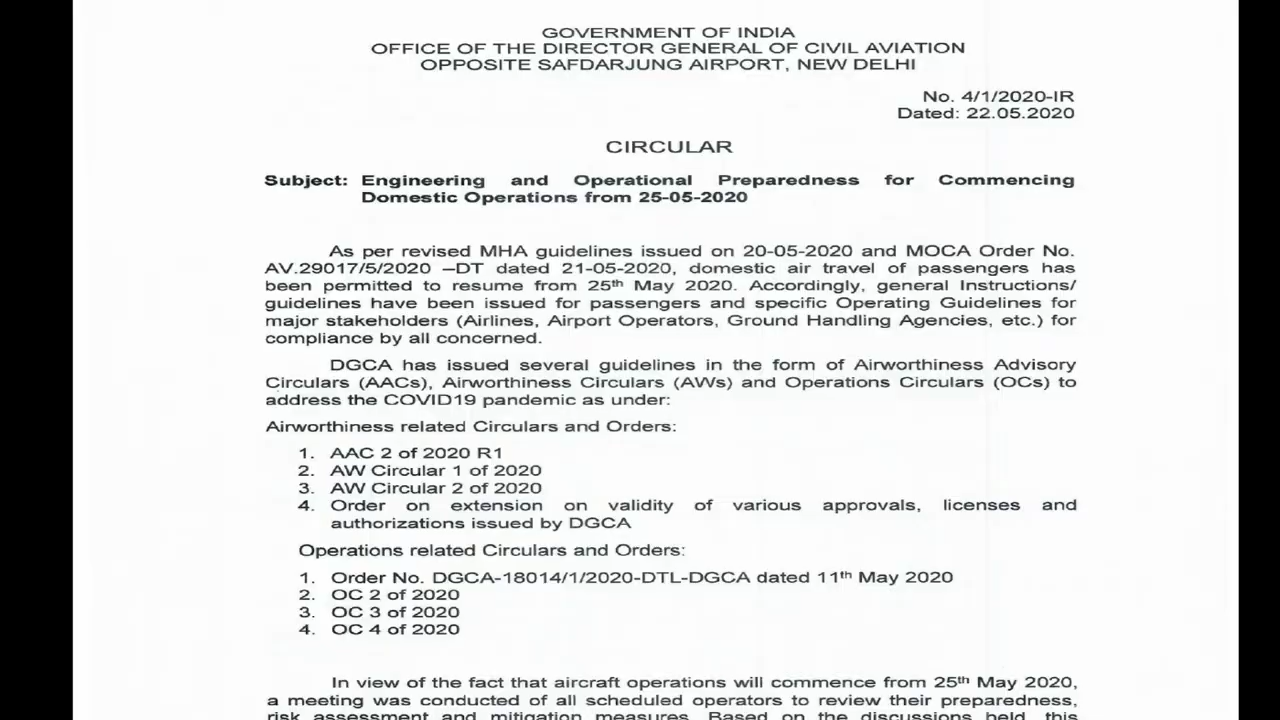 GOVERNMENT OF INDIA
OFFICE OF THE DIRECTOR GENERAL OF CIVIL AVIATION
OPPOSITE SAFDARJUNG AIRPORT, NEW DELHI
No. 4/1/2020-IR
Dated: 22.05.2020
CIRCULAR
Subject: Engineering and Operational Preparedness for Commencing
Domestic Operations from 25-05-2020
As per revised MHA guidelines issued on 20-05-2020 and MOCA Order No.
AV.29017/5/2020 –DT dated 21-05-2020, domestic air travel of passengers has
been permitted to resume from 25th May 2020. Accordingly, general Instructions/
guidelines have been issued for passengers and specific Operating Guidelines for
major stakeholders (Airlines, Airport Operators, Ground Handling Agencies, etc.) for
compliance by all concerned.
DGCA has issued several guidelines in the form of Airworthiness Advisory
Circulars (AACs), Airworthiness Circulars (AWs) and Operations Circulars (OCs) to
address the COVID19 pandemic as under:
Airworthiness related Circulars and Orders:
1. AAC 2 of 2020 R1
2. AW Circular 1 of 2020
3. AW Circular 2 of 2020
4. Order on extension on validity of various approvals, licenses and
authorizations issued by DGCA
Operations related Circulars and Orders:
1. Order No. DGCA-18014/1/2020-DTL-DGCA dated 11th May 2020
2. OC 2 of 2020
3. OC 3 of 2020
4. OC 4 of 2020
In view of the fact that aircraft operations will commence from 25th May 2020,
a meeting was conducted of all scheduled operators to review their preparedness,
risk assessment and mitigation measures. Based on the discussions held, this